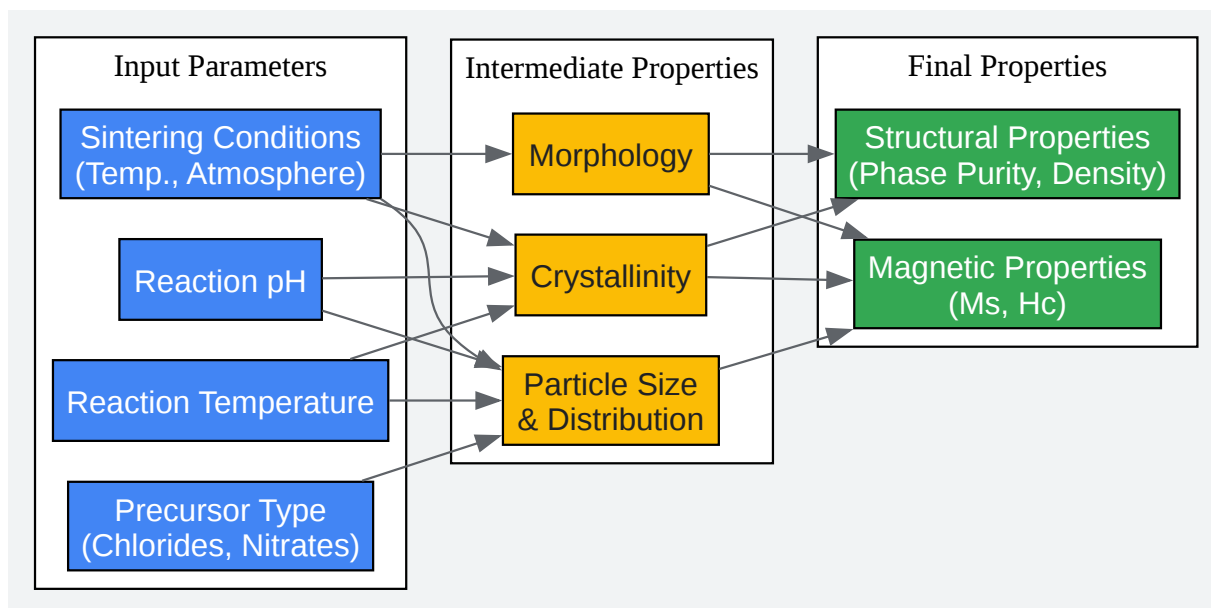 Input Parameters
Sintering Conditions
(Temp., Atmosphere)
Reaction pH
Reaction Temperature
Precursor Type
(Chlorides, Nitrates)
Intermediate Properties
Morphology
Crystallinity
Particle Size
& Distribution
Final Properties
Structural Properties
(Phase Purity, Density)
Magnetic Properties
(Ms, Hc)